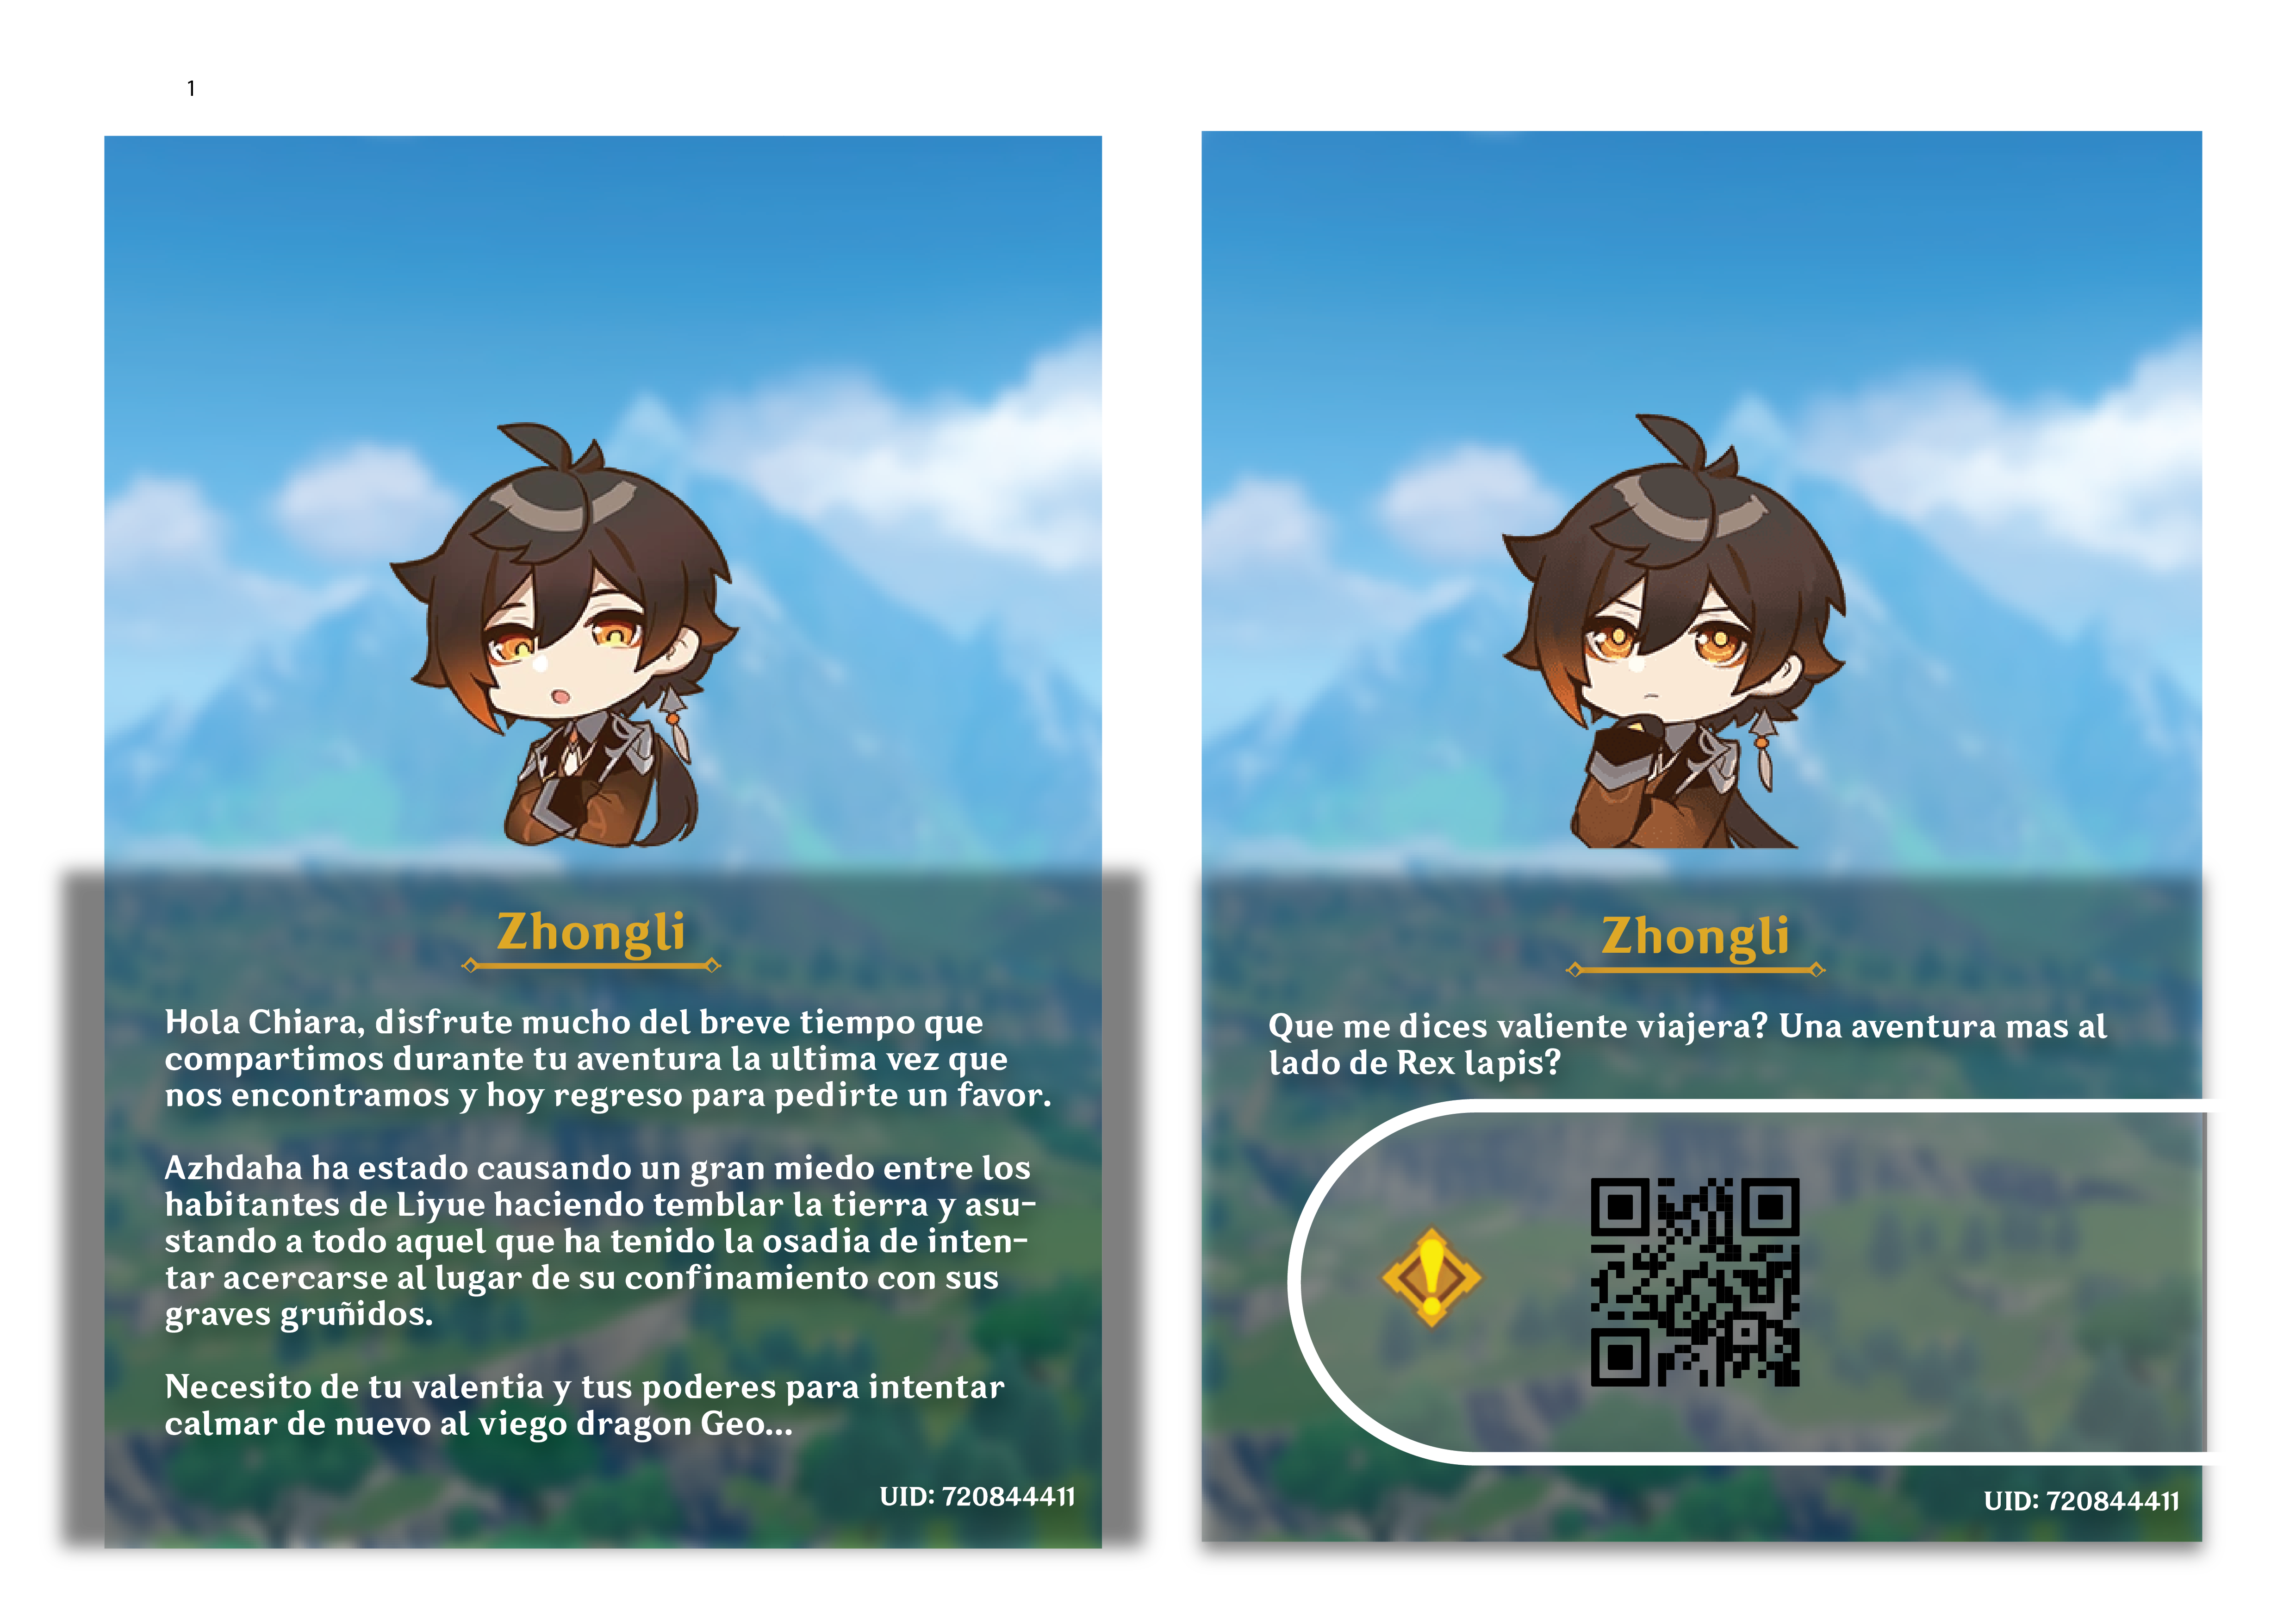 1
Zhongli
Hola Chiara, disfrute mucho del breve tiempo que
compartimos durante tu aventura la ultima vez que
nos encontramos y hoy regreso para pedirte un favor.
Azhdaha ha estado causando un gran miedo entre los
habitantes de Liyue haciendo temblar la tierra y asu-
stando a todo aquel que ha tenido la osadia de inten-
tar acercarse al lugar de su confinamiento con sus
graves gruñidos.
Necesito de tu valentia y tus poderes para intentar
calmar de nuevo al viego dragon Geo...
UID: 720844411
Zhongli
Que me dices valiente viajera? Una aventura mas al
lado de Rex lapis?
UID: 720844411